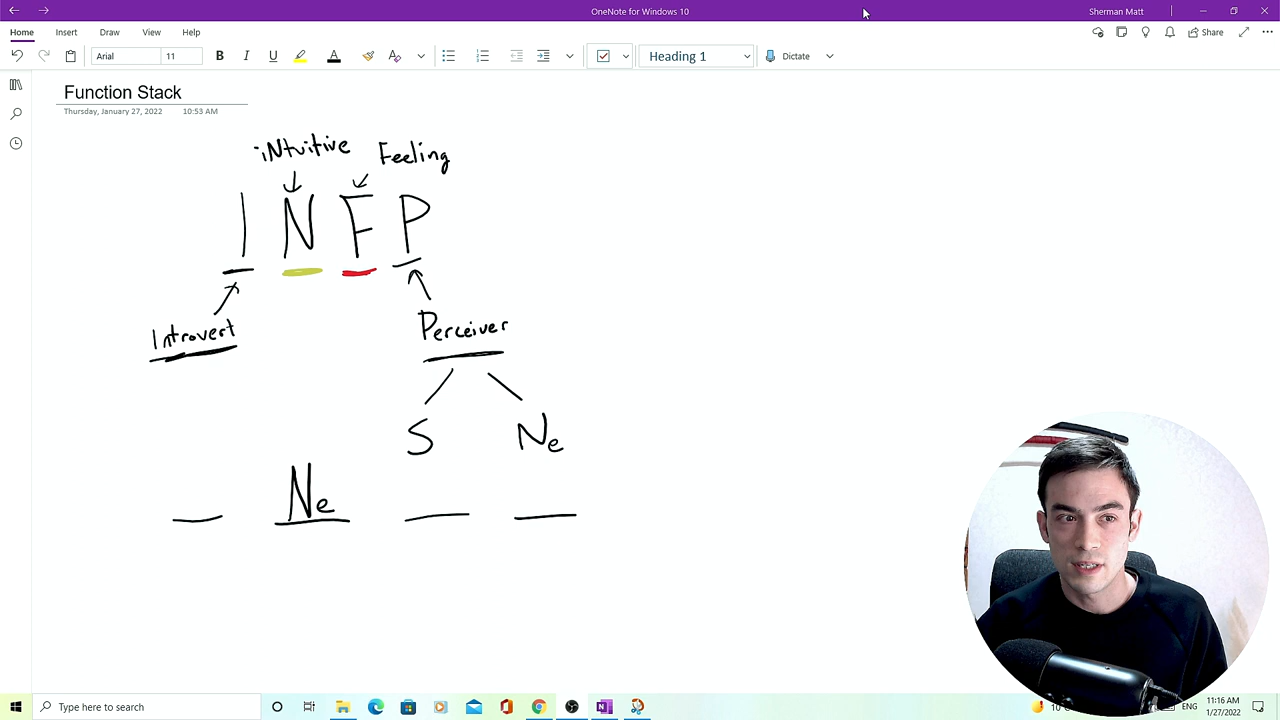 OneNote for Windows 10
Sherman Matt
Home Insert Draw View Help
Share
Arial 11 B I U A Heading 1 Dictate
Function Stack
Thursday, January 27, 2022 10:53 AM
iNtuitive Feeling
I N F P
Introvert Perceiver
S Ne
Ne
Type here to search
ENG
11:16 AM
1/27/2022